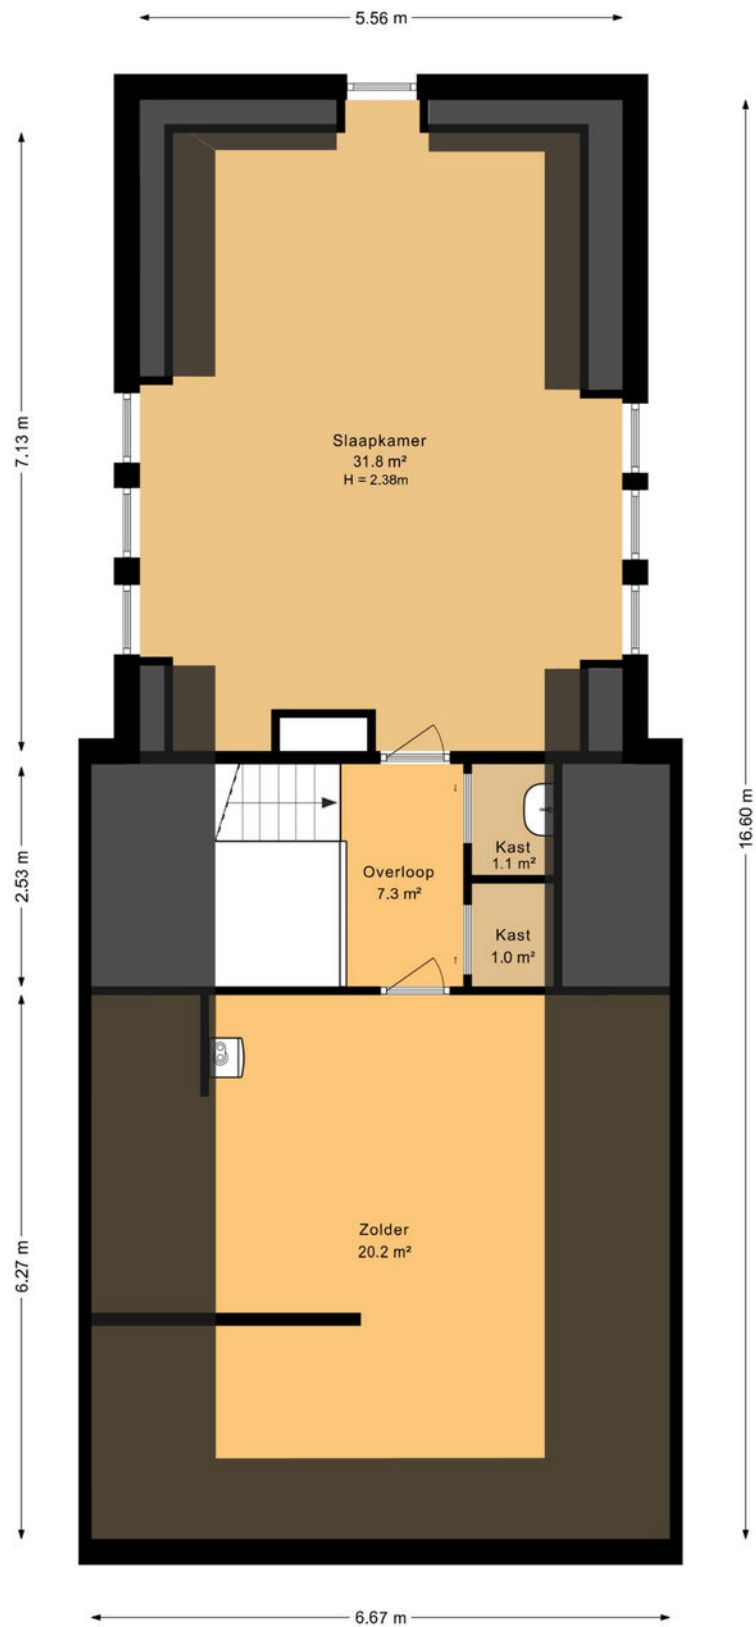 5.56 m
7.13 m
Slaapkamer
31.8 m²
H = 2.38m
16.60 m
2.53 m
Overloop
7.3 m²
Kast
1.1 m²
Kast
1.0 m²
6.27 m
Zolder
20.2 m²
6.67 m